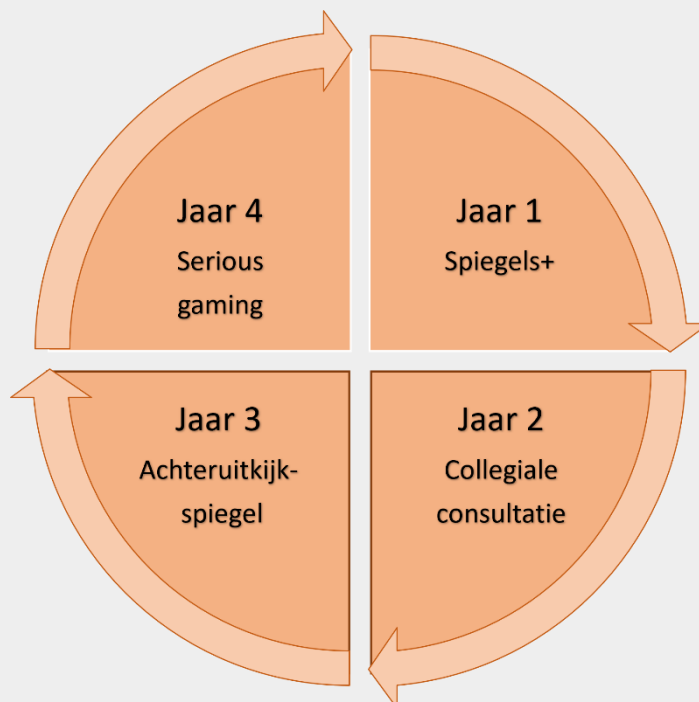 Jaar 4
Serious
gaming
Jaar 1
Spiegels+
Jaar 3
Achteruitkijk-
spiegel
Jaar 2
Collegiale
consultatie